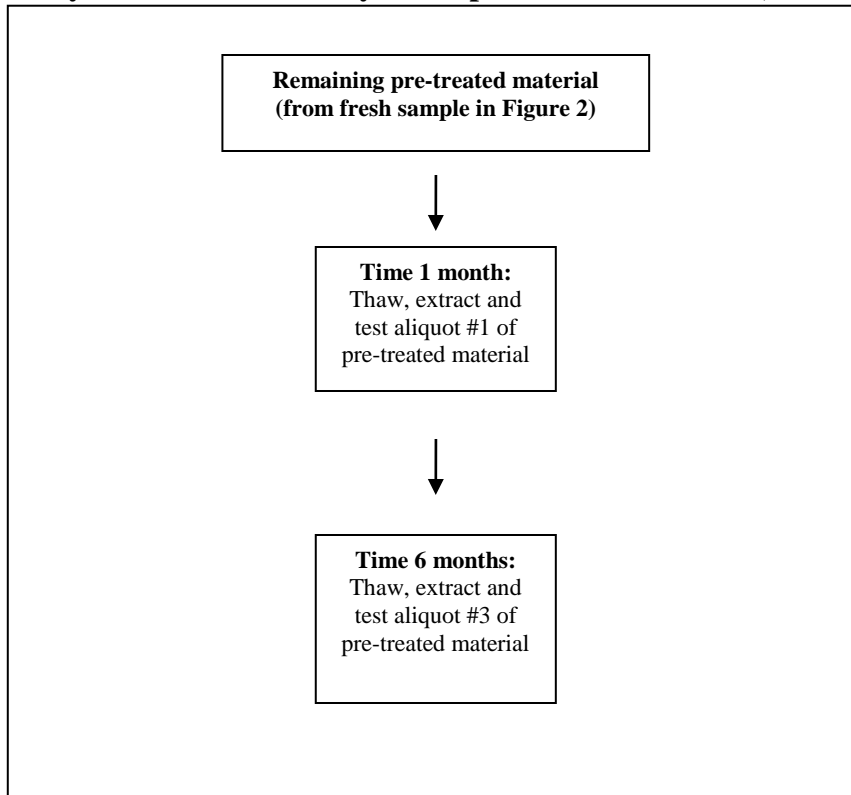 Remaining pre-treated material
(from fresh sample in Figure 2)
Time 1 month:
Thaw, extract and
test aliquot #1 of
pre-treated material
Time 6 months:
Thaw, extract and
test aliquot #3 of
pre-treated material